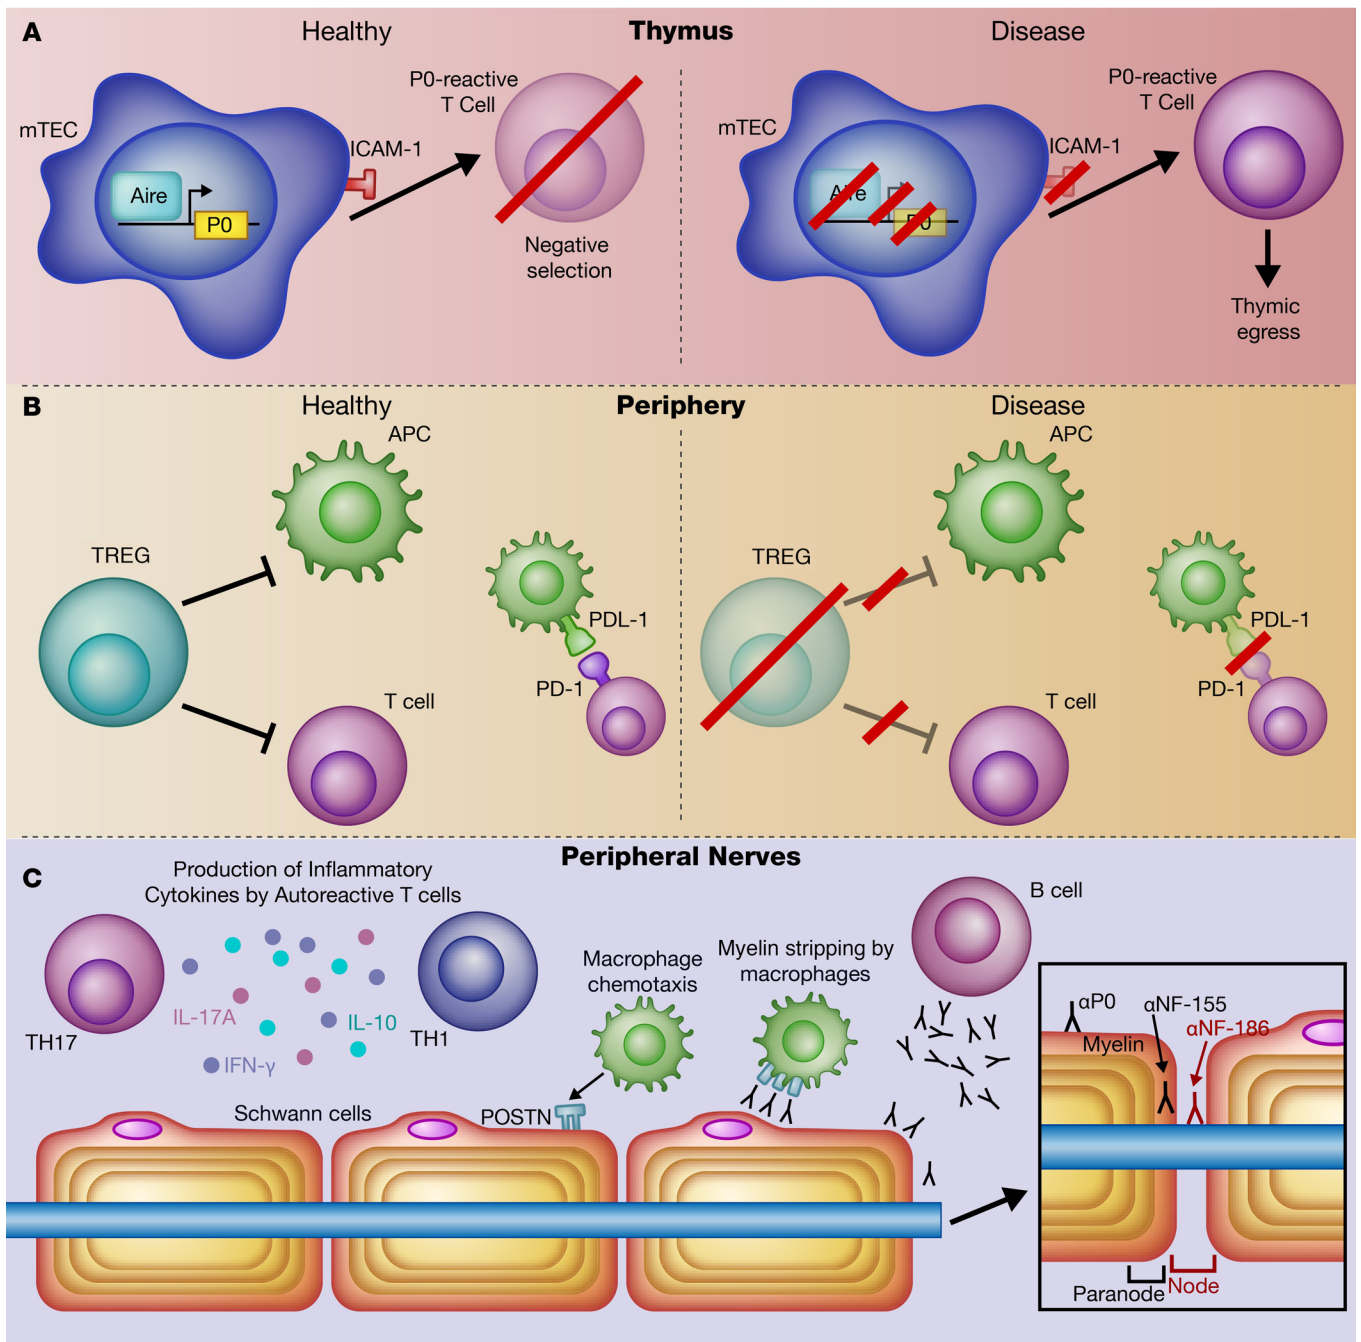 A
Healthy
Thymus
Disease
mTEC
Aire
P0
ICAM-1
P0-reactive
T Cell
Negative
selection
mTEC
Aire
P0
ICAM-1
P0-reactive
T Cell
Thymic
egress
B
Healthy
Periphery
Disease
APC
TREG
T cell
PDL-1
PD-1
APC
TREG
T cell
PDL-1
PD-1
C
Peripheral Nerves
Production of Inflammatory
Cytokines by Autoreactive T cells
TH17
IL-17A
IL-10
IFN-γ
TH1
Schwann cells
Macrophage
chemotaxis
POSTN
Myelin stripping by
macrophages
B cell
αP0
αNF-155
αNF-186
Myelin
Paranode
Node